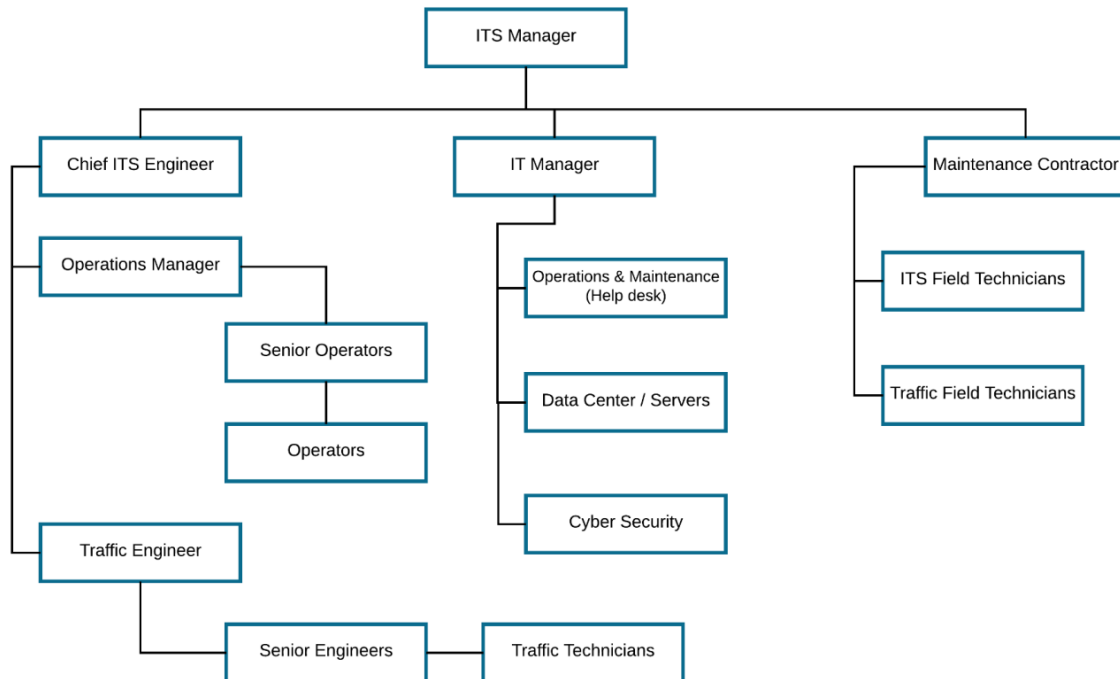 ITS Manager
Chief ITS Engineer
IT Manager
Maintenance Contractor
Operations Manager
Operations & Maintenance
(Help desk)
ITS Field Technicians
Senior Operators
Data Center / Servers
Traffic Field Technicians
Operators
Cyber Security
Traffic Engineer
Senior Engineers
Traffic Technicians